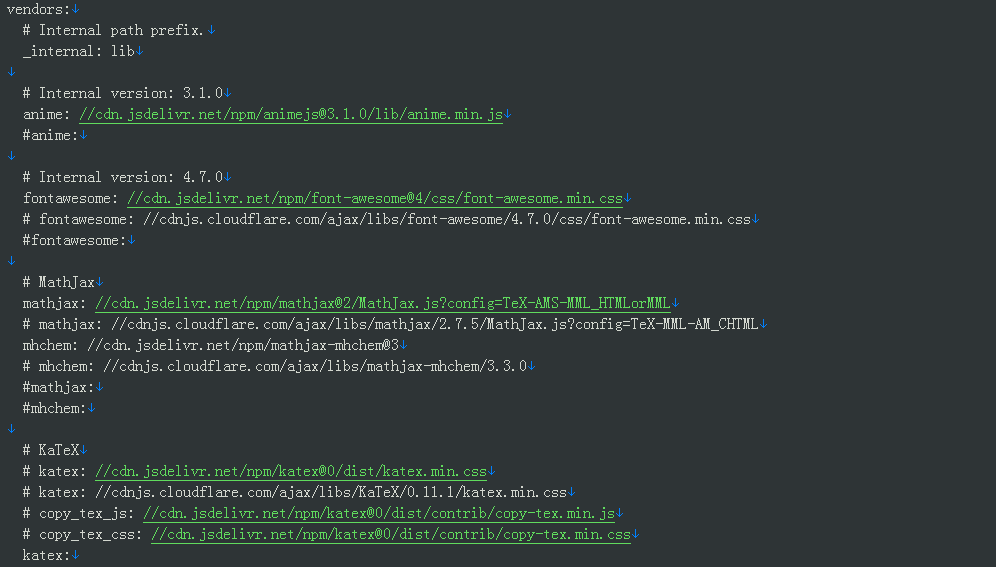 vendors:↓
# Internal path prefix.↓
_internal: lib↓
↓
# Internal version: 3.1.0↓
anime: //cdn.jsdelivr.net/npm/animejs@3.1.0/lib/anime.min.js↓
#anime:↓
↓
# Internal version: 4.7.0↓
fontawesome: //cdn.jsdelivr.net/npm/font-awesome@4/css/font-awesome.min.css↓
# fontawesome: //cdnjs.cloudflare.com/ajax/libs/font-awesome/4.7.0/css/font-awesome.min.css↓
#fontawesome:↓
↓
# MathJax↓
mathjax: //cdn.jsdelivr.net/npm/mathjax@2/MathJax.js?config=TeX-AMS-MML_HTMLorMML↓
# mathjax: //cdnjs.cloudflare.com/ajax/libs/mathjax/2.7.5/MathJax.js?config=TeX-MML-AM_CHTML↓
mhchem: //cdn.jsdelivr.net/npm/mathjax-mhchem@3↓
# mhchem: //cdnjs.cloudflare.com/ajax/libs/mathjax-mhchem/3.3.0↓
#mathjax:↓
#mhchem:↓
↓
# KaTeX↓
# katex: //cdn.jsdelivr.net/npm/katex@0/dist/katex.min.css↓
# katex: //cdnjs.cloudflare.com/ajax/libs/KaTeX/0.11.1/katex.min.css↓
# copy_tex_js: //cdn.jsdelivr.net/npm/katex@0/dist/contrib/copy-tex.min.js↓
# copy_tex_css: //cdn.jsdelivr.net/npm/katex@0/dist/contrib/copy-tex.min.css↓
katex:↓